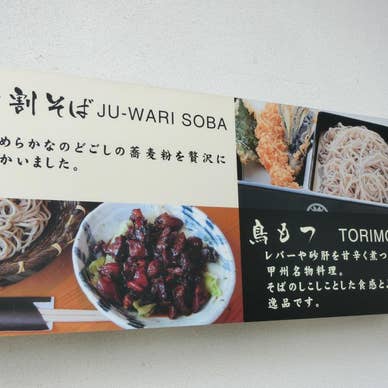 割そば JU-WARI SOBA
めらかなのどごしの蕎麦粉を贅沢に
かいました。
鳥もつ TORIMO
レバーや砂肝を甘辛く煮つ
甲州名物料理。
そばのしこしことした食感と
逸品です。